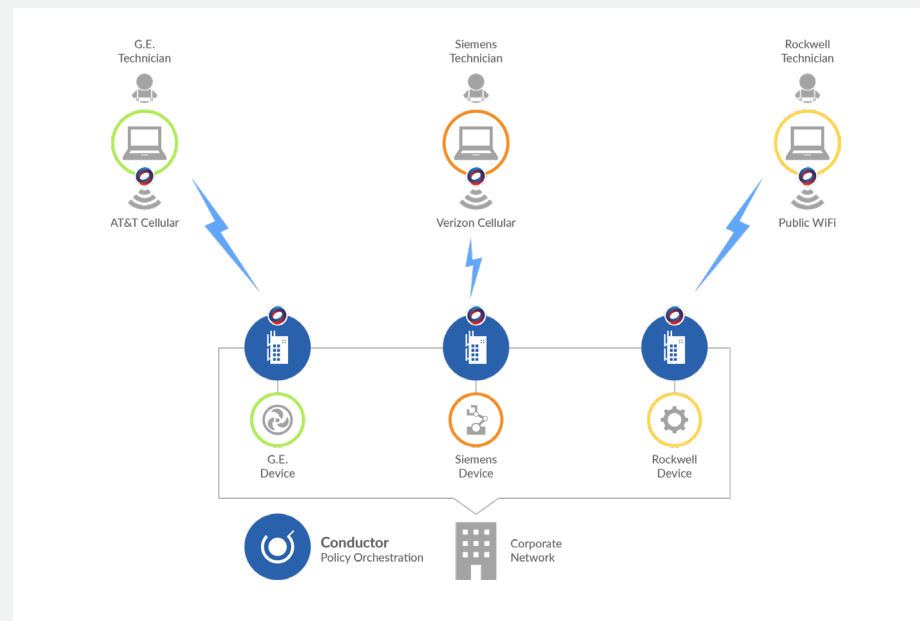 G.E.
Technician
Siemens
Technician
Rockwell
Technician
AT&T Cellular
Verizon Cellular
Public WiFi
G.E.
Device
Siemens
Device
Rockwell
Device
Conductor
Policy Orchestration
Corporate
Network